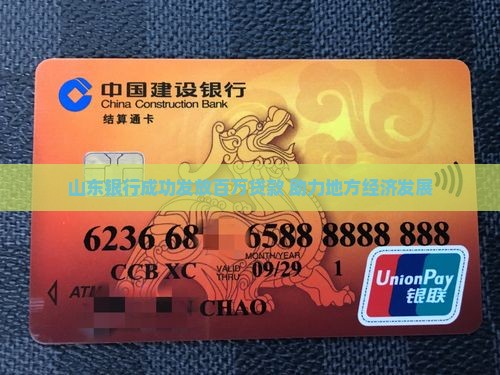 中国建设银行
China Construction Bank
结算通卡
山东银行成功发放百万贷款 助力地方经济发展
6236 68 6588 8888 888
MONTH/YEAR
CCB XC VALID THRU 09/29 1
ATM
CHAO
UnionPay
银联